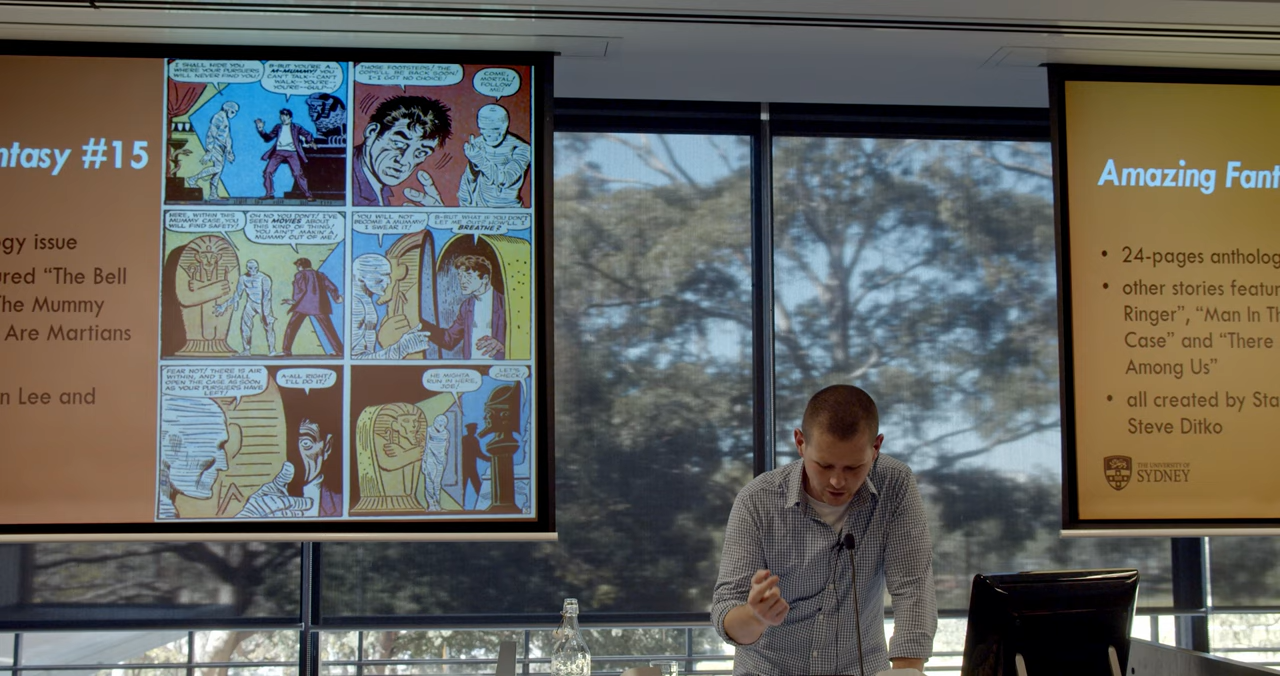 ntasy #15
gy issue
ured “The Bell
The Mummy
Are Martians
n Lee and
I SHALL HIDE YOU
WHERE YOUR PURSUERS
WILL NEVER FIND YOU!
B-BUT YOU'RE A...
M-MUMMY! YOU
CAN'T TALK--CAN'T
WALK--YOU'RE--
YOU'RE--GULP--!
THOSE FOOTSTEPS! THE
COPS'LL BE BACK SOON!
I-I GOT NO CHOICE!
COME,
MORTAL!
FOLLOW
ME!
HERE, WITHIN THIS
MUMMY CASE, YOU
WILL FIND SAFETY!
OH NO YOU DON'T! I'VE
SEEN MOVIES ABOUT
THIS KIND OF THING!
YOU AIN'T MAKIN' A
MUMMY OUT OF ME!
YOU WILL NOT
BECOME A MUMMY!
I SWEAR IT!
B-BUT WHAT IF YOU DON'T
LET ME OUT? HOW'LL I
BREATHE?
FEAR NOT! THERE IS AIR
WITHIN, AND I SHALL
OPEN THE CASE AS SOON
AS YOUR PURSUERS HAVE
LEFT!
A-ALL RIGHT!
I'LL DO IT!
HE MIGHTA
RUN IN HERE,
JOE!
LET'S
CHECK!
Amazing Fant
• 24-pages antholog
• other stories featur
Ringer”, “Man In Th
Case” and “There
Among Us”
• all created by Sta
Steve Ditko
THE UNIVERSITY OF
SYDNEY